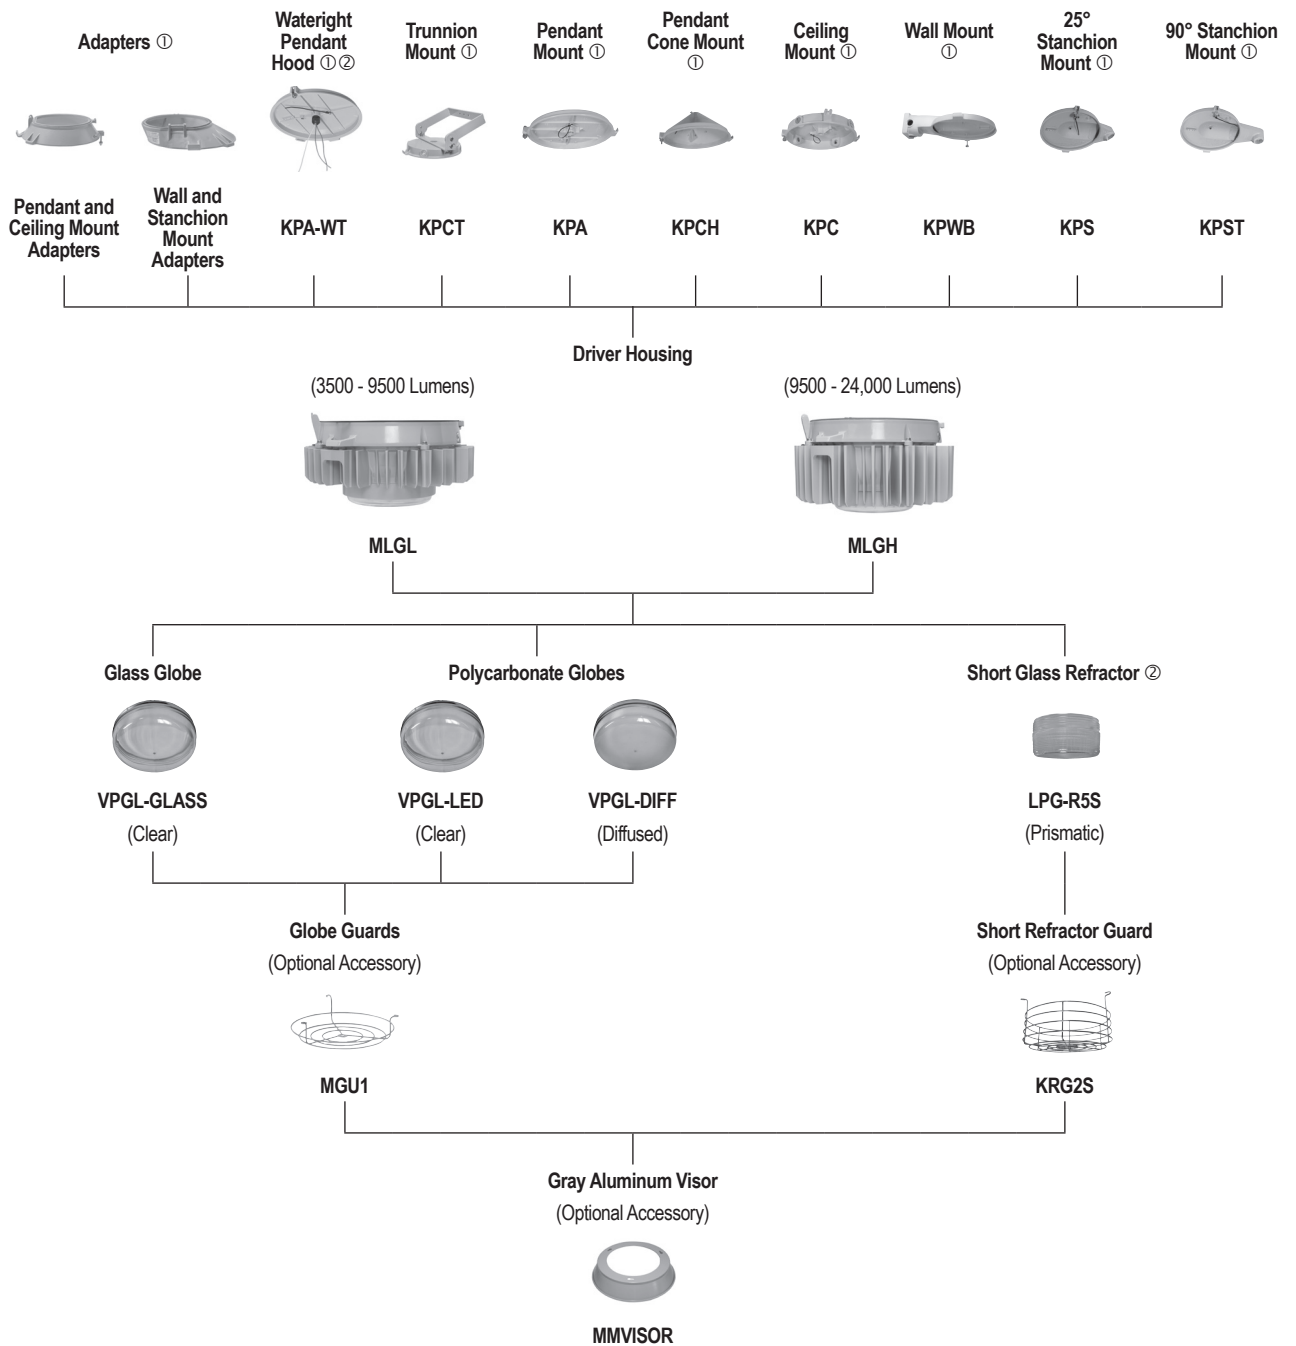 Adapters ①
Wateright
Pendant
Hood ①②
Trunnion
Mount ①
Pendant
Mount ①
Pendant
Cone Mount
①
Ceiling
Mount ①
Wall Mount
①
25°
Stanchion
Mount ①
90° Stanchion
Mount ①
Pendant and
Ceiling Mount
Adapters
Wall and
Stanchion
Mount
Adapters
KPA-WT
KPCT
KPA
KPCH
KPC
KPWB
KPS
KPST
Driver Housing
(3500 - 9500 Lumens)
(9500 - 24,000 Lumens)
MLGL
MLGH
Glass Globe
Polycarbonate Globes
Short Glass Refractor ②
VPGL-GLASS
VPGL-LED
VPGL-DIFF
LPG-R5S
(Clear)
(Clear)
(Diffused)
(Prismatic)
Globe Guards
(Optional Accessory)
Short Refractor Guard
(Optional Accessory)
MGU1
KRG2S
Gray Aluminum Visor
(Optional Accessory)
MMVISOR